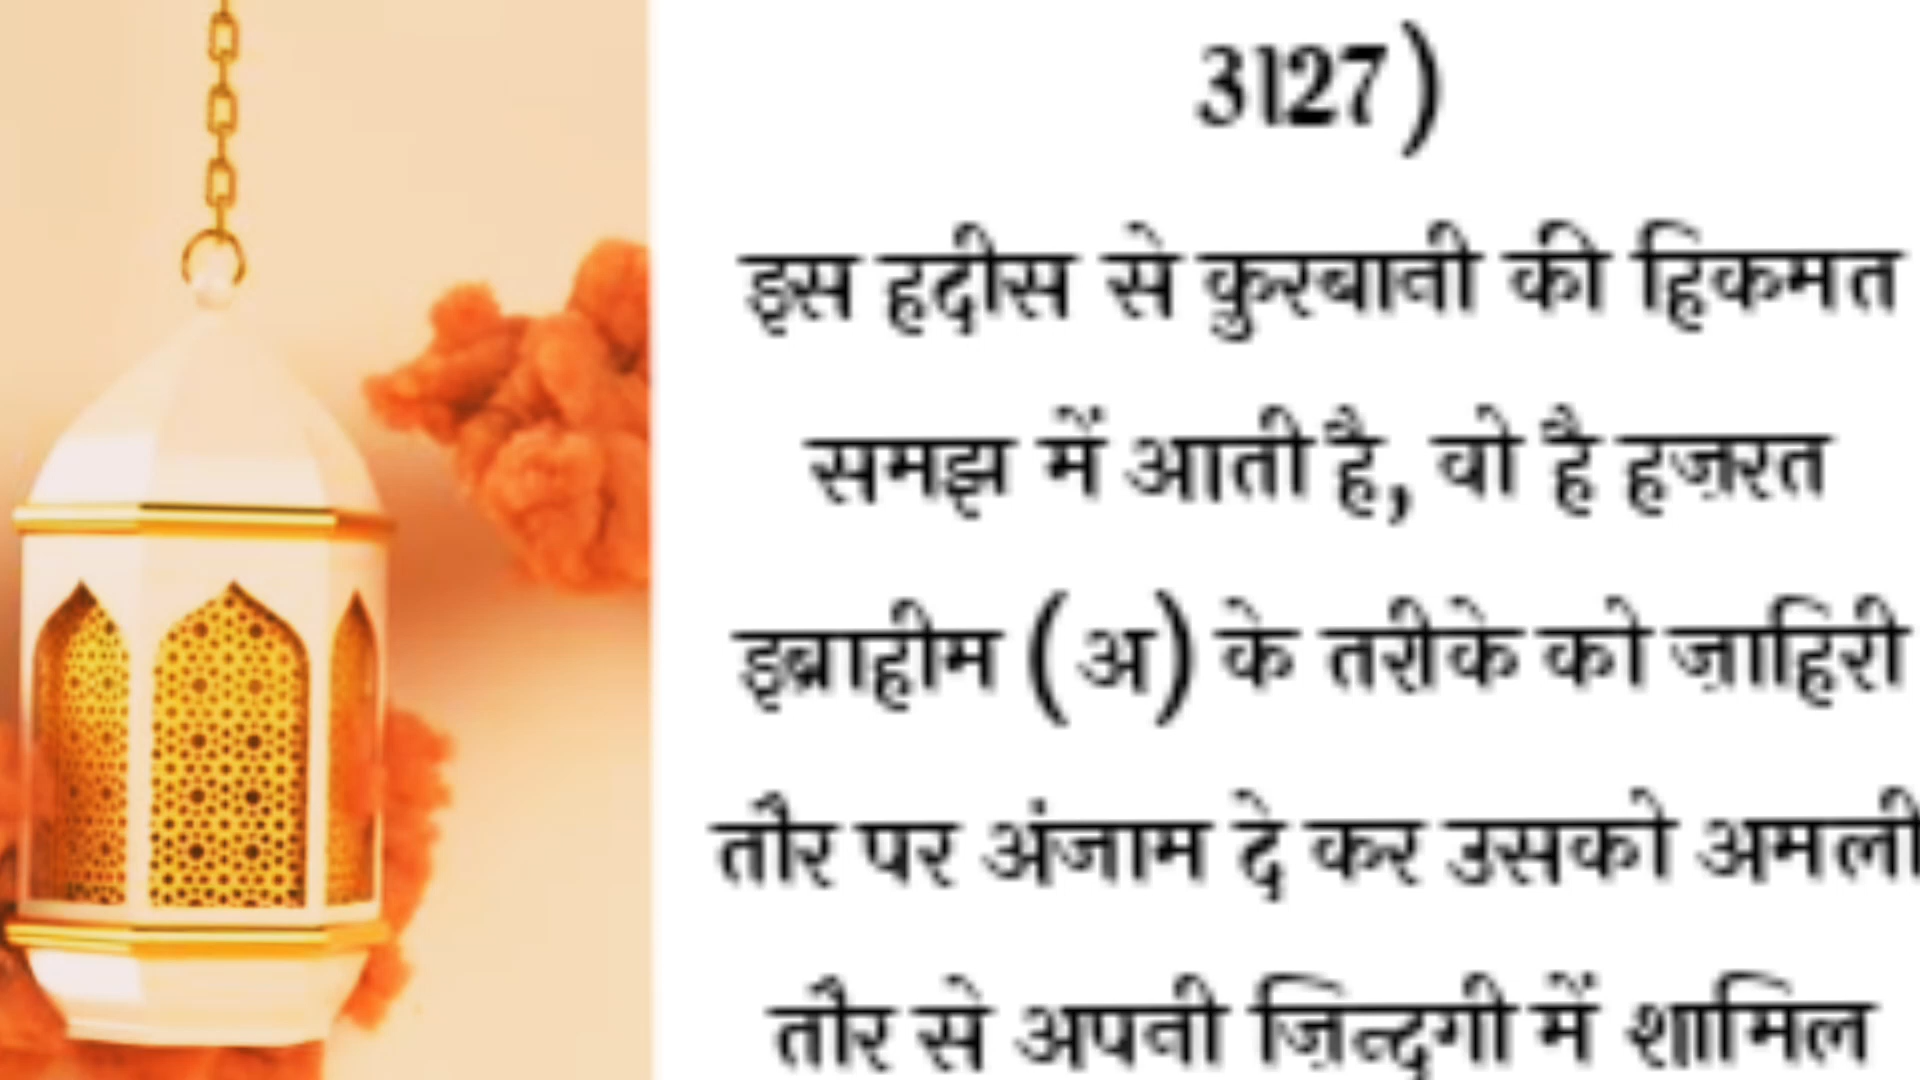 3127)
इस हदीस से कुरबानी की हिकमत
समझ में आती है, वो है हज़रत
इब्राहीम (अ) के तरीके को ज़ाहिरी
तौर पर अंजाम दे कर उसको अमली
तौर से अपनी ज़िन्दगी में शामिल